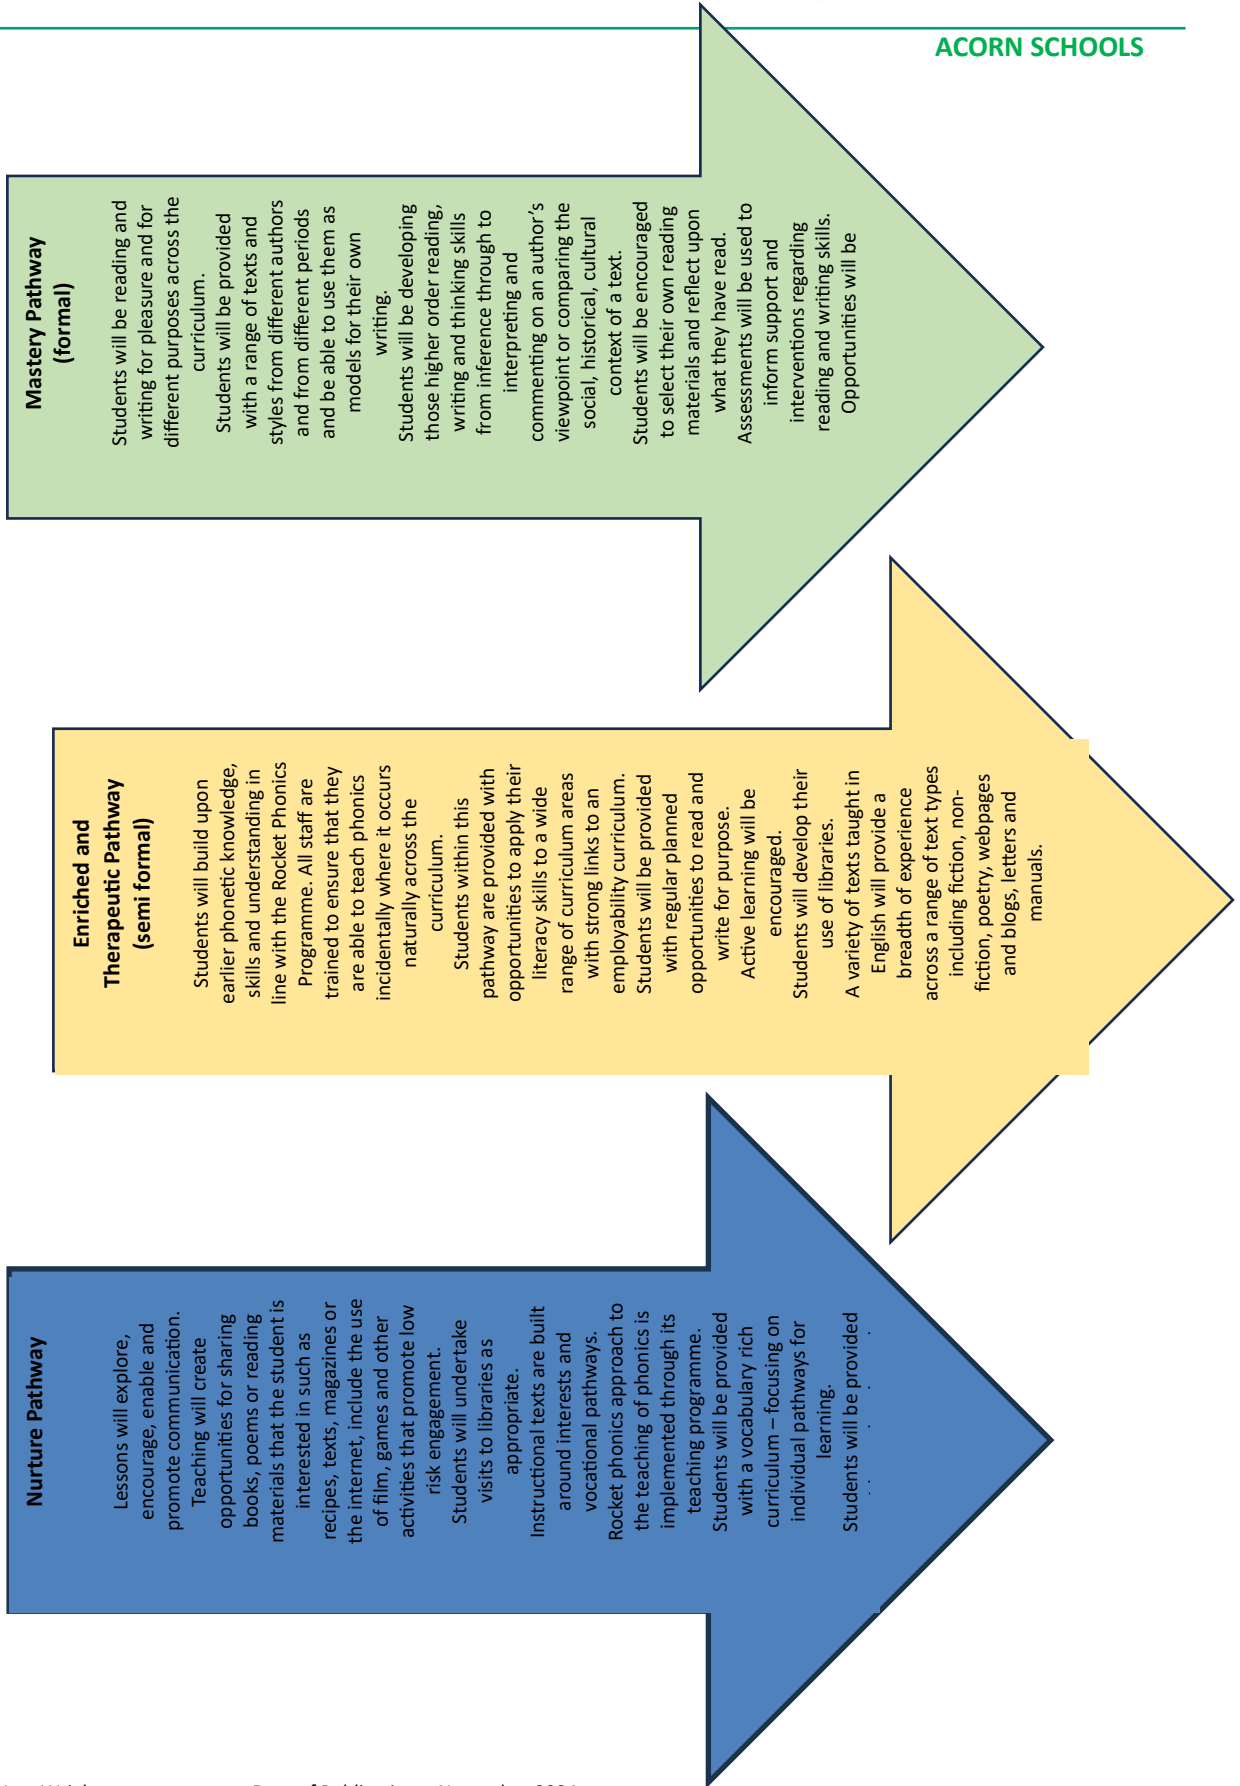 ACORN SCHOOLS
Nurture Pathway
Lessons will explore,
encourage, enable and
promote communication.
Teaching will create
opportunities for sharing
books, poems or reading
materials that the student is
interested in such as
recipes, texts, magazines or
the internet, include the use
of film, games and other
activities that promote low
risk engagement.
Students will undertake
visits to libraries as
appropriate.
Instructional texts are built
around interests and
vocational pathways.
Rocket phonics approach to
the teaching of phonics is
implemented through its
teaching programme.
Students will be provided
with a vocabulary rich
curriculum – focusing on
individual pathways for
learning.
Students will be provided
Enriched and
Therapeutic Pathway
(semi formal)
Students will build upon
earlier phonetic knowledge,
skills and understanding in
line with the Rocket Phonics
Programme. All staff are
trained to ensure that they
are able to teach phonics
incidentally where it occurs
naturally across the
curriculum.
Students within this
pathway are provided with
opportunities to apply their
literacy skills to a wide
range of curriculum areas
with strong links to an
employability curriculum.
Students will be provided
with regular planned
opportunities to read and
write for purpose.
Active learning will be
encouraged.
Students will develop their
use of libraries.
A variety of texts taught in
English will provide a
breadth of experience
across a range of text types
including fiction, non-
fiction, poetry, webpages
and blogs, letters and
manuals.
Mastery Pathway
(formal)
Students will be reading and
writing for pleasure and for
different purposes across the
curriculum.
Students will be provided
with a range of texts and
styles from different authors
and from different periods
and be able to use them as
models for their own
writing.
Students will be developing
those higher order reading,
writing and thinking skills
from inference through to
interpreting and
commenting on an author's
viewpoint or comparing the
social, historical, cultural
context of a text.
Students will be encouraged
to select their own reading
materials and reflect upon
what they have read.
Assessments will be used to
inform support and
interventions regarding
reading and writing skills.
Opportunities will be